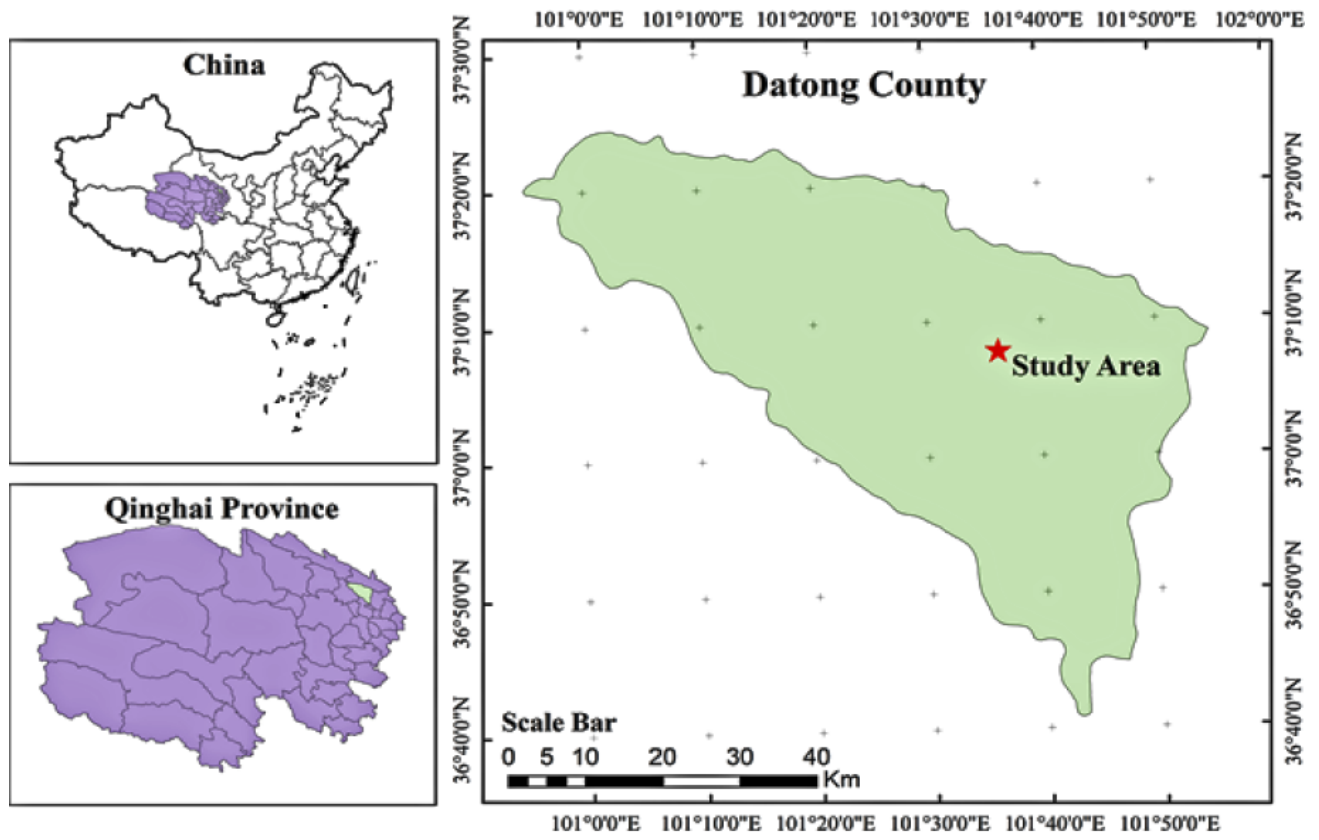 China
Qinghai Province
101°0'0"E 101°10'0"E 101°20'0"E 101°30'0"E 101°40'0"E 101°50'0"E 102°0'0"E
Datong County
37°30'0"N
37°20'0"N
37°10'0"N
37°0'0"N
36°50'0"N
36°40'0"N
37°20'0"N
37°10'0"N
37°0'0"N
36°50'0"N
36°40'0"N
Study Area
Scale Bar
0 5 10 20 30 40
Km
101°0'0"E 101°10'0"E 101°20'0"E 101°30'0"E 101°40'0"E 101°50'0"E